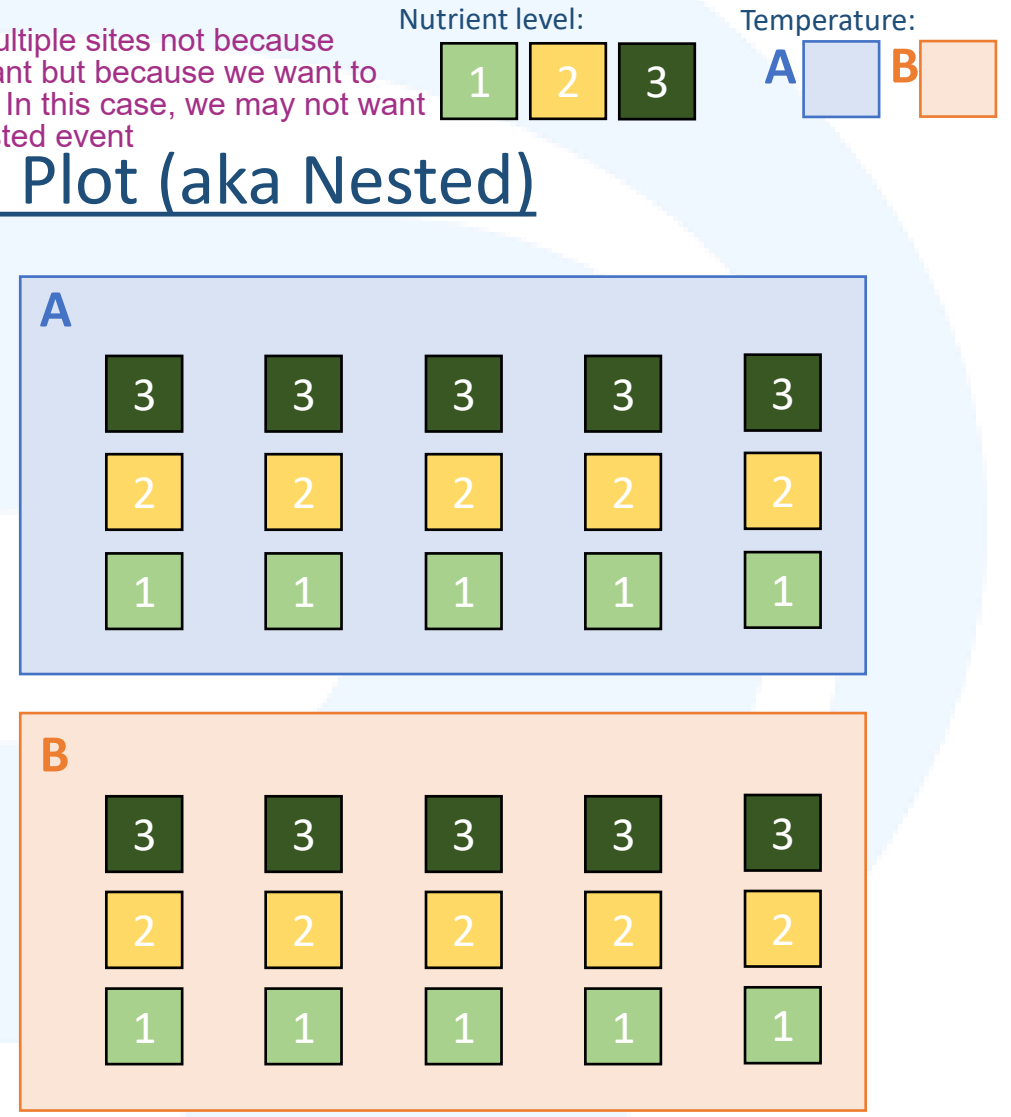 Nutrient level:
Temperature:
1 2 3
A B
ultiple sites not because
ant but because we want to
In this case, we may not want
sted event
Plot (aka Nested)
A
3 3 3 3 3
2 2 2 2 2
1 1 1 1 1
B
3 3 3 3 3
2 2 2 2 2
1 1 1 1 1